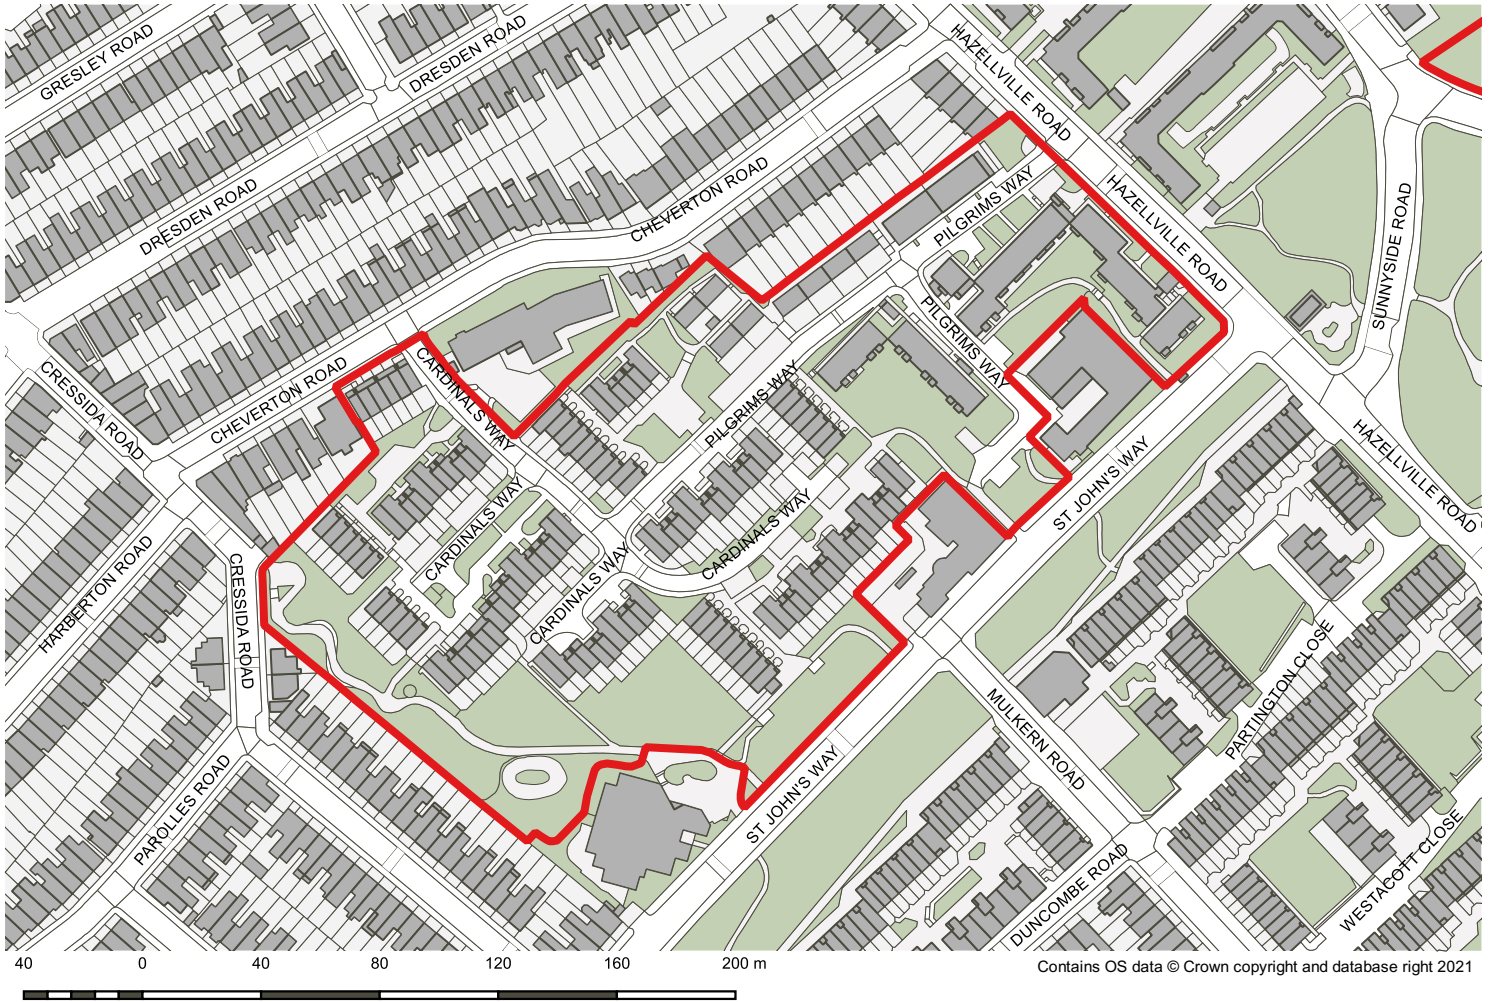 GRESLEY ROAD
DRESDEN ROAD
HAZELLVILLE ROAD
DRESDEN ROAD
CHEVERTON ROAD
PILGRIMS WAY
HAZELLVILLE ROAD
SUNNYSIDE ROAD
CRESSIDA ROAD
CHEVERTON ROAD
CARDINALS WAY
PILGRIMS WAY
PILGRIMS WAY
HAZELLVILLE ROAD
HARBERTON ROAD
CRESSIDA ROAD
CARDINALS WAY
CARDINALS WAY
CARDINALS WAY
ST JOHN'S WAY
PAROLLES ROAD
ST JOHN'S WAY
MULKERN ROAD
PARTINGTON CLOSE
DUNCOMBE ROAD
WESTACOTT CLOSE
40 0 40 80 120 160 200 m
Contains OS data © Crown copyright and database right 2021